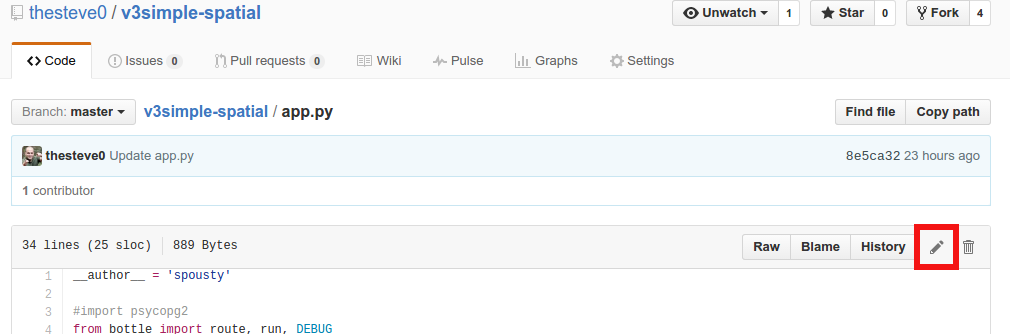 thesteve0 / v3simple-spatial
Unwatch 1 Star 0 Fork 4
Code Issues 0 Pull requests 0 Wiki Pulse Graphs Settings
Branch: master v3simple-spatial / app.py Find file Copy path
thesteve0 Update app.py 8e5ca32 23 hours ago
1 contributor
34 lines (25 sloc) 889 Bytes Raw Blame History
1 __author__ = 'spousty'
2
3 #import psycopg2
4 from bottle import route, run, DEBUG